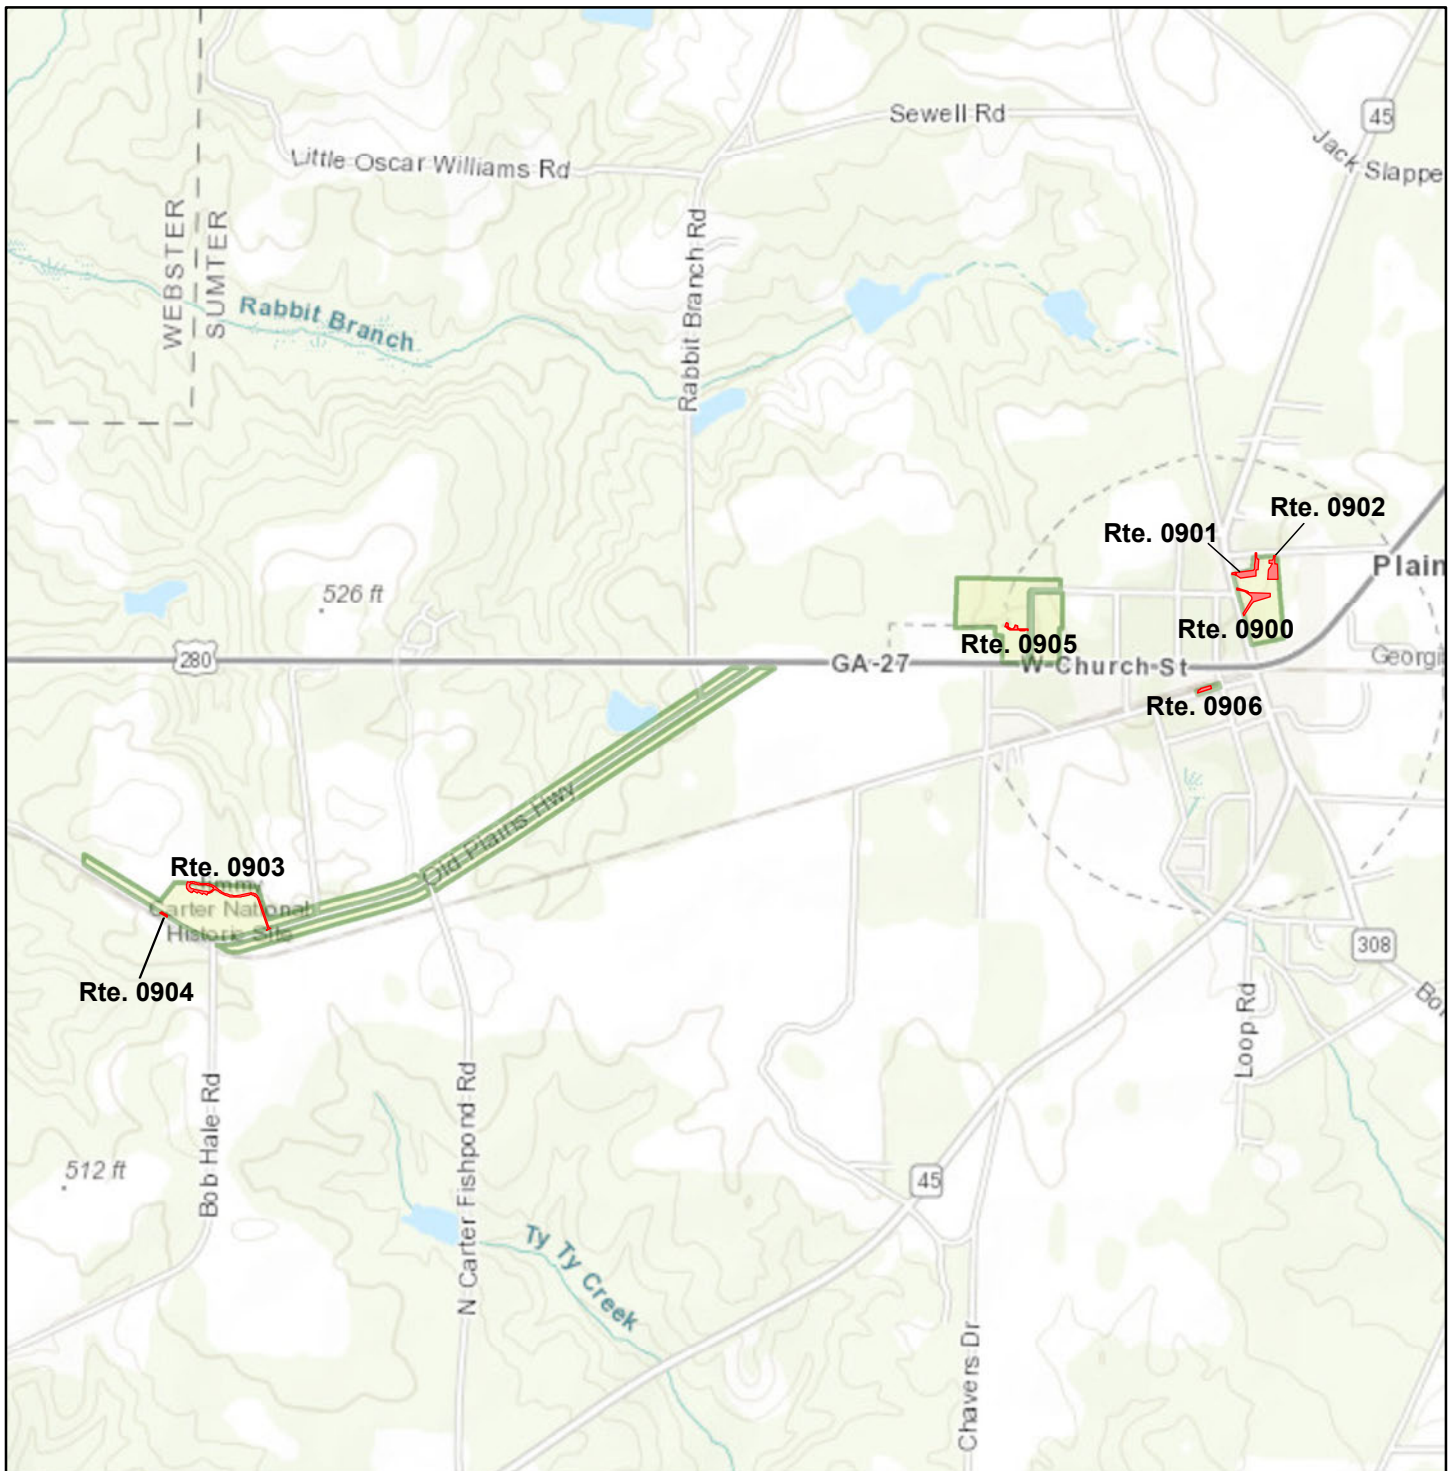 Sewell Rd
45
Jack Slappe
Little Oscar Williams Rd
WEBSTER
SUMTER
Rabbit Branch Rd
Rabbit Branch
Rte. 0902
Rte. 0901
Plain
526 ft
Rte. 0900
Rte. 0905
280
GA-27
W Church St
Georgi
Rte. 0906
Old Plains Hwy
Rte. 0903
Jimmy
Carter National
Historic Site
308
Rte. 0904
Bo
Loop Rd
Bob Hale Rd
N Carter Fishpond Rd
512 ft
45
Ty Ty Creek
Chavers Dr